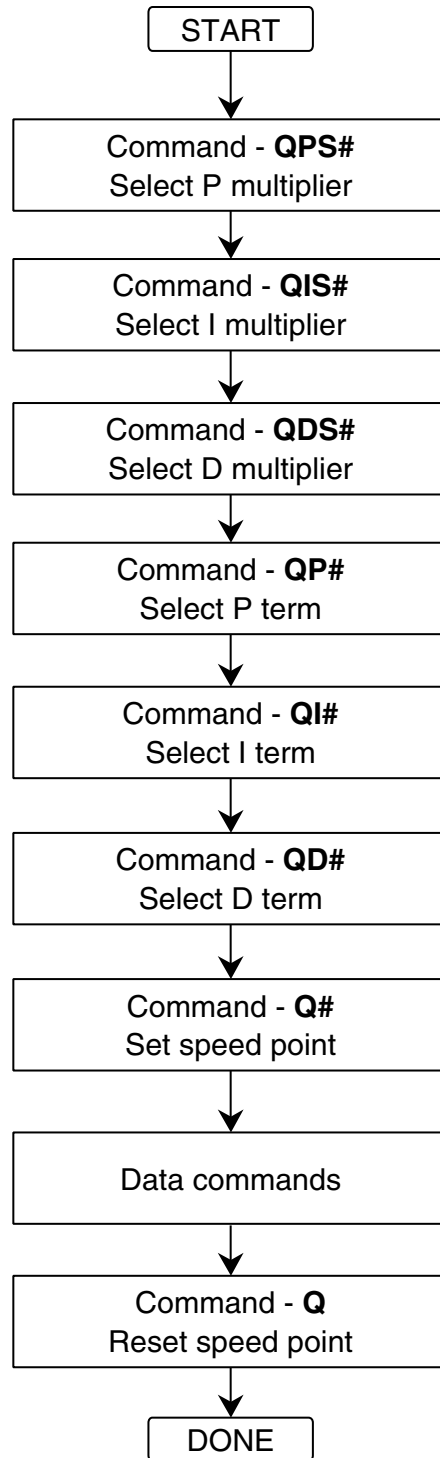 START
Command - QPS#
Select P multiplier
Command - QIS#
Select I multiplier
Command - QDS#
Select D multiplier
Command - QP#
Select P term
Command - QI#
Select I term
Command - QD#
Select D term
Command - Q#
Set speed point
Data commands
Command - Q
Reset speed point
DONE